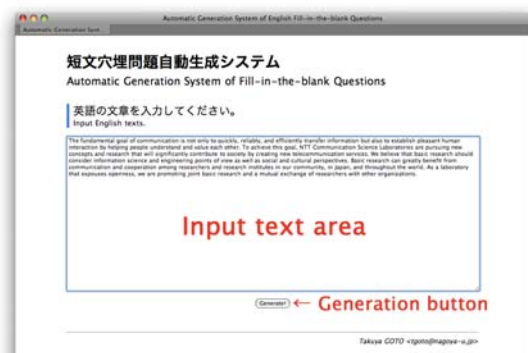 Automatic Generation System of English Fill-in-the-blank Questions
Automatic Generation Syst...
短文穴埋問題自動生成システム
Automatic Generation System of Fill-in-the-blank Questions
英語の文章を入力してください。
Input English texts.
The fundamental goal of communication is not only to quickly, reliably, and efficiently transfer information but also to establish pleasant human
interaction by helping people understand and value each other. To achieve this goal, NTT Communication Science Laboratories are pursuing new
concepts and research that will significantly contribute to society by creating new telecommunication services. We believe that basic research should
consider information science and engineering points of view as well as social and cultural perspectives. Basic research can greatly benefit from
communication and cooperation among researchers and research institutes in our community, in Japan, and throughout the world. As a laboratory
that espouses openness, we are promoting joint basic research and a mutual exchange of researchers with other organizations.
Input text area
Generate! ← Generation button
Takuya GOTO <tgoto@nagoya-u.jp>